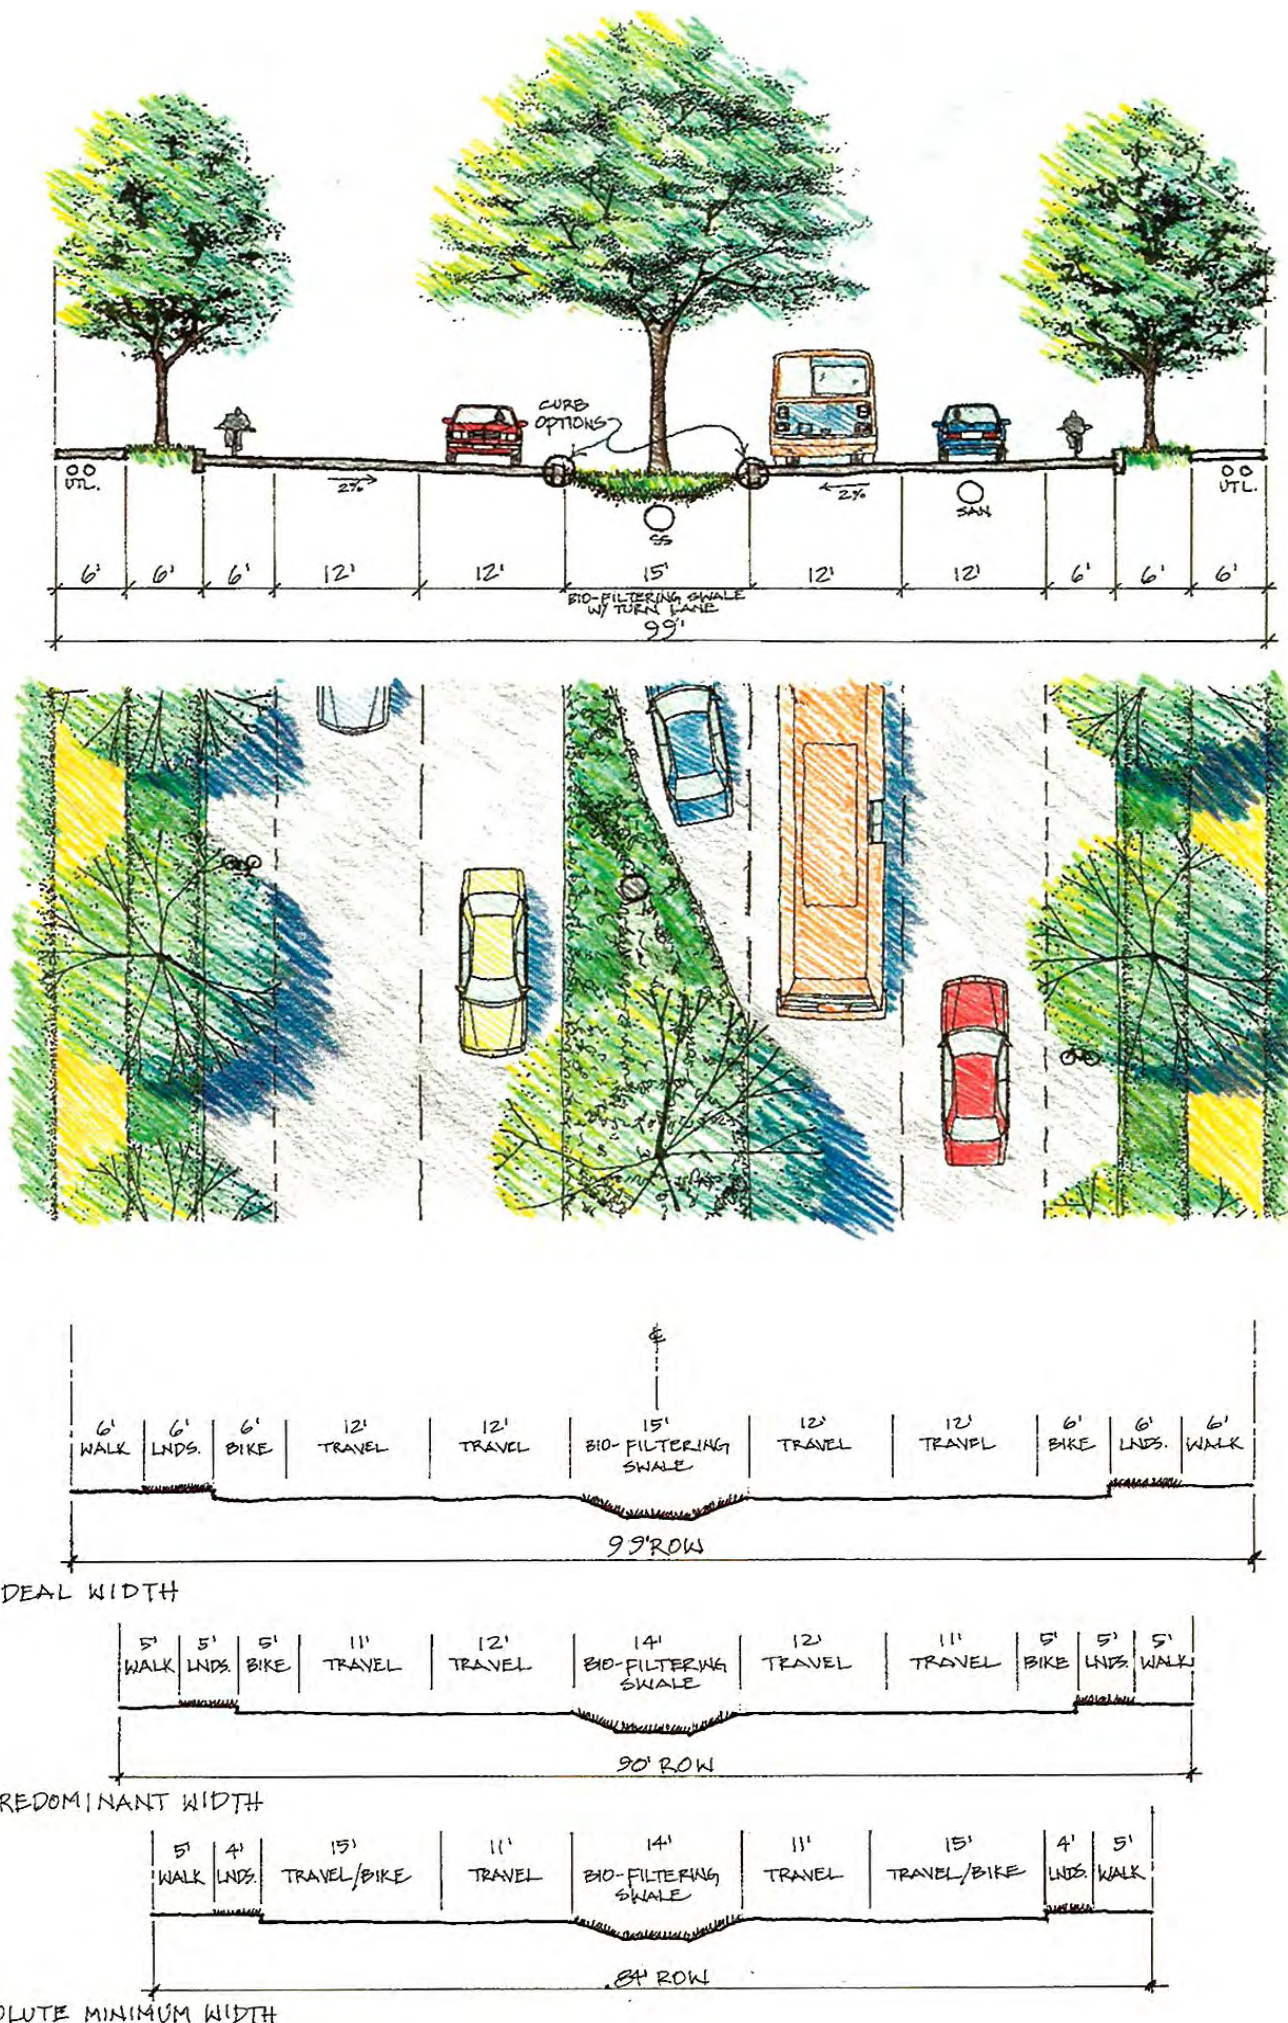 CURB
OPTIONS
UTL.
2%
SS
2%
SAN
UTL.
6' 6' 6' 12' 12' 15' 12' 12' 6' 6' 6'
BIO-FILTERING SWALE
W/ TURN LANE
99'
℄
6' 6' 6' 12' 12' 15' 12' 12' 6' 6' 6'
WALK LNDS. BIKE TRAVEL TRAVEL BIO-FILTERING TRAVEL TRAVEL BIKE LNDS. WALK
SWALE
99' ROW
DEAL WIDTH
5' 5' 5' 11' 12' 14' 12' 11' 5' 5' 5'
WALK LNDS. BIKE TRAVEL TRAVEL BIO-FILTERING TRAVEL TRAVEL BIKE LNDS. WALK
SWALE
90' ROW
REDOMINANT WIDTH
5' 4' 15' 11' 14' 11' 15' 4' 5'
WALK LNDS. TRAVEL/BIKE TRAVEL BIO-FILTERING TRAVEL TRAVEL/BIKE LNDS. WALK
SWALE
84' ROW
OLUTE MINIMUM WIDTH